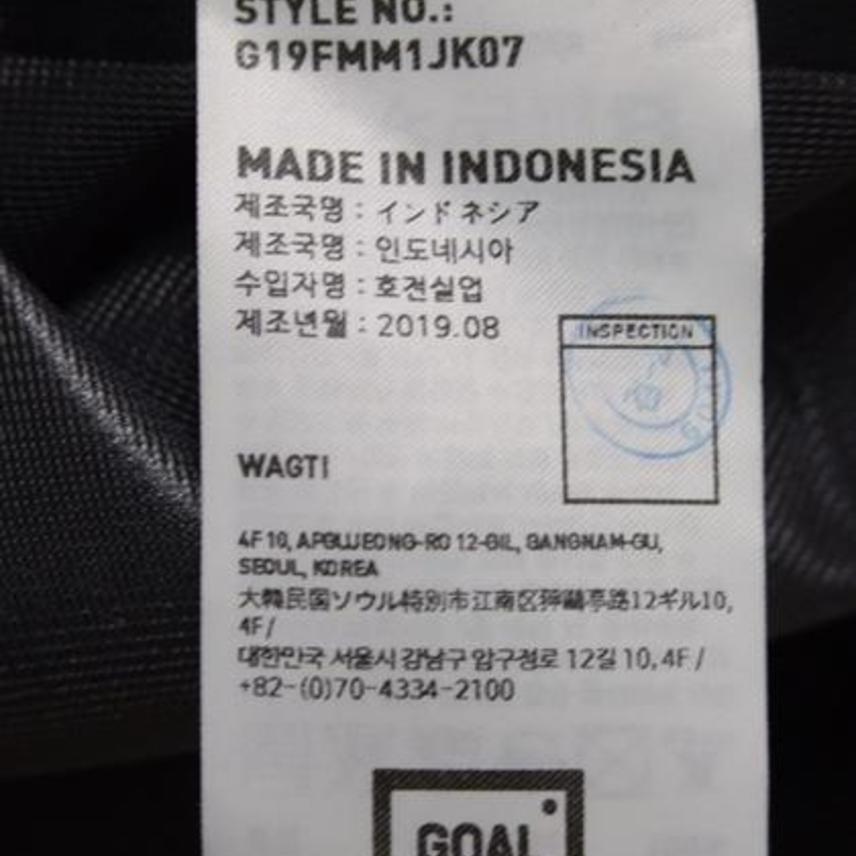 STYLE NO.:
G19FMM1JK07
MADE IN INDONESIA
제조국명 : インドネシア
제조국명 : 인도네시아
수입자명 : 호전실업
제조년월 : 2019.08
INSPECTION
WAGTI
4F 10, APGUJEONG-RO 12-GIL, GANGNAM-GU,
SEOUL, KOREA
大韓民国ソウル特別市江南区狎鷗亭路12ギル10,
4F /
대한민국 서울시 강남구 압구정로 12길 10, 4F /
+82-(0)70-4334-2100
GOAL